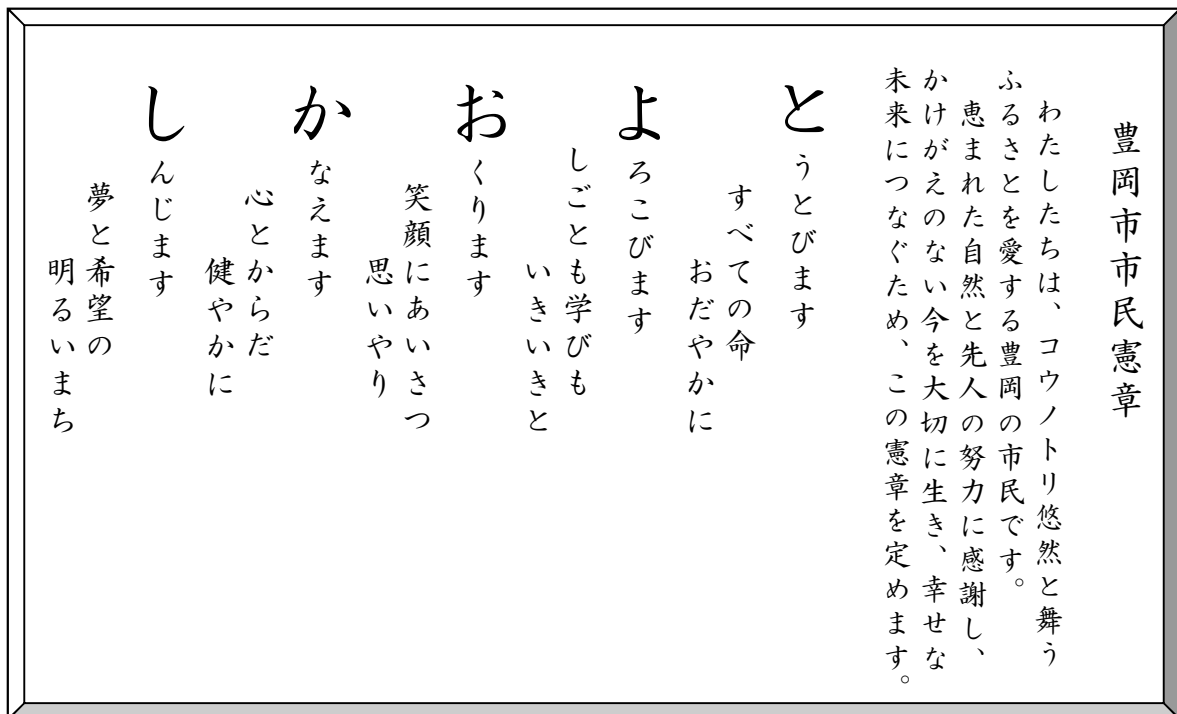 豊岡市市民憲章
わたしたちは、コウノトリ悠然と舞う
ふるさとを愛する豊岡の市民です。
恵まれた自然と先人の努力に感謝し、
かけがえのない今を大切に生き、幸せな
未来につなぐため、この憲章を定めます。
とうとびます
すべての命
おだやかに
よろこびます
しごとも学びも
いきいきと
おくります
笑顔にあいさつ
思いやり
かなえます
心とからだ
健やかに
しんじます
夢と希望の
明るいまち